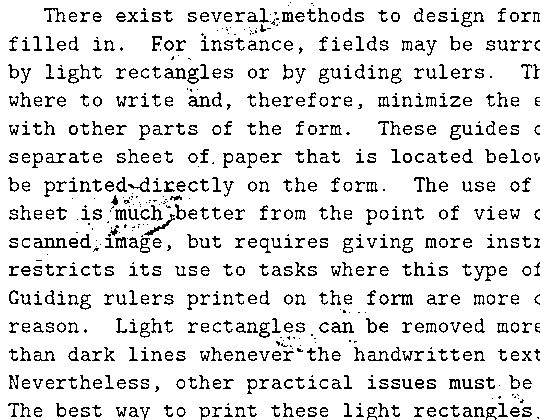 There exist several methods to design form
filled in. For instance, fields may be surro
by light rectangles or by guiding rulers. Th
where to write and, therefore, minimize the e
with other parts of the form. These guides c
separate sheet of paper that is located below
be printed directly on the form. The use of
sheet is much better from the point of view o
scanned image, but requires giving more instr
restricts its use to tasks where this type of
Guiding rulers printed on the form are more c
reason. Light rectangles can be removed more
than dark lines whenever the handwritten text
Nevertheless, other practical issues must be
The best way to print these light rectangles